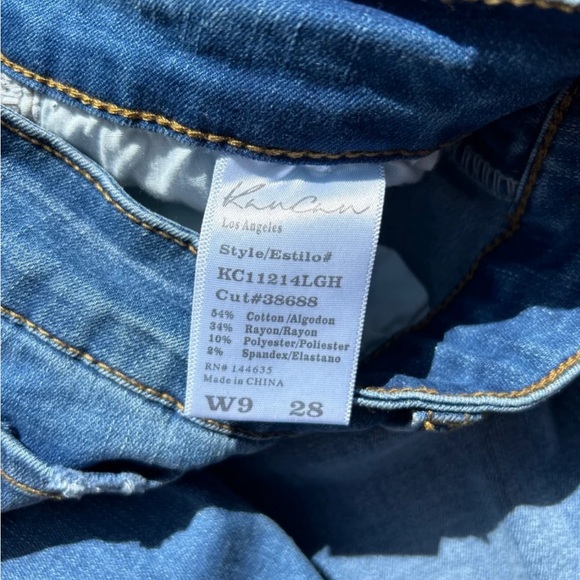 KanCan
Los Angeles
Style/Estilo#
KC11214LGH
Cut#38688
54% Cotton/Algodon
34% Rayon/Rayon
10% Polyester/Poliester
2% Spandex/Elastano
RN# 144635
Made in CHINA
W9 28